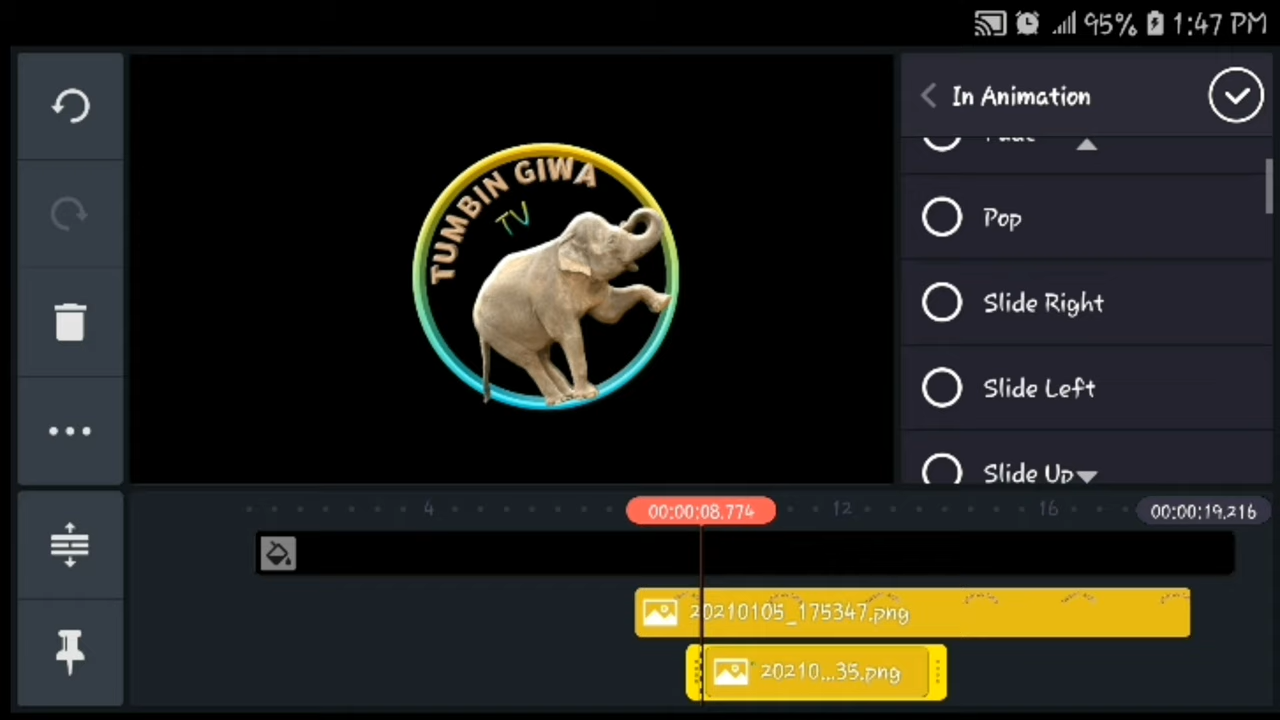 95% 1:47 PM
In Animation
Fade
Pop
Slide Right
Slide Left
Slide Up
TUMBIN GIWA
TV
4
00:00:08.774
12
16
00:00:19.216
20210105_175347.png
20210...35.png